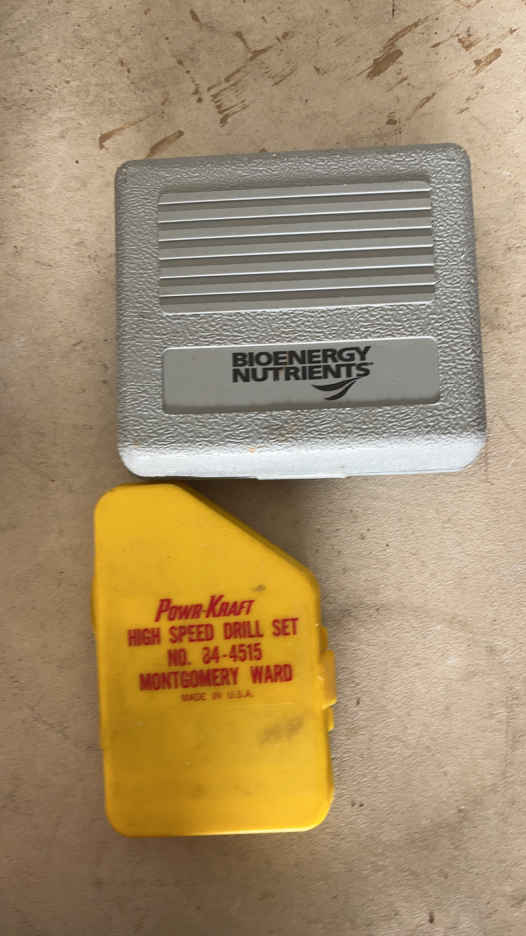 BIOENERGY
NUTRIENTS
POWR-KRAFT
HIGH SPEED DRILL SET
NO. 84-4515
MONTGOMERY WARD
MADE IN U.S.A.